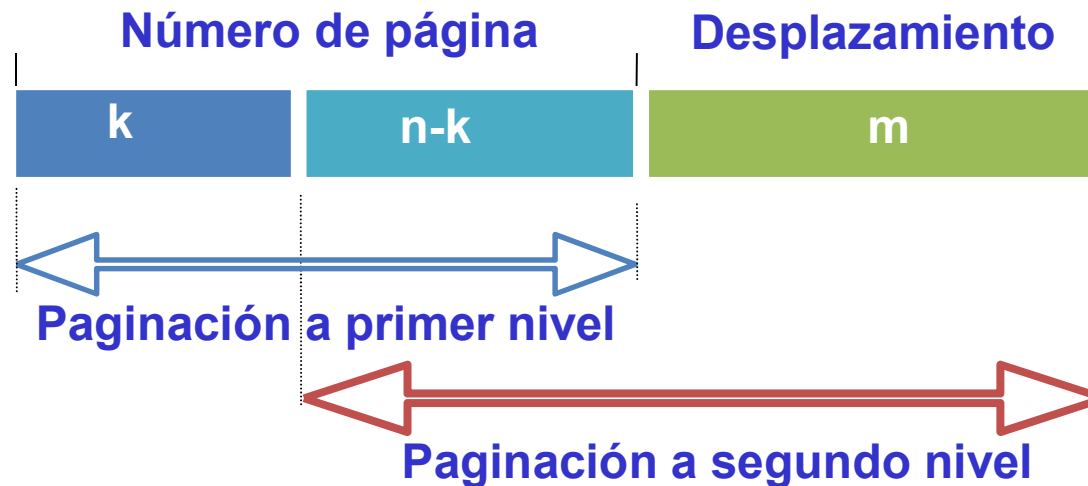 Número de página
Desplazamiento
k
n-k
m
Paginación a primer nivel
Paginación a segundo nivel